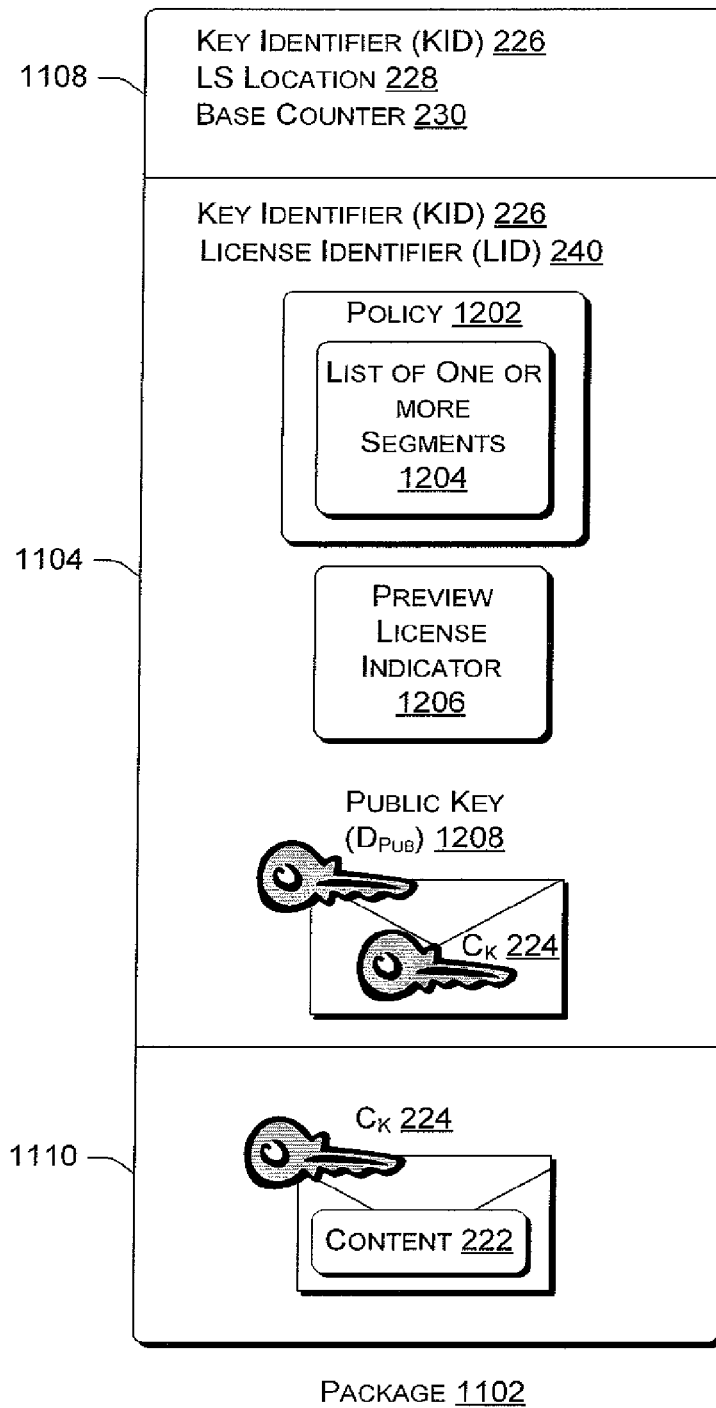 KEY IDENTIFIER (KID) 226
1108
LS LOCATION 228
BASE COUNTER 230
KEY IDENTIFIER (KID) 226
LICENSE IDENTIFIER (LID) 240
POLICY 1202
LIST OF ONE OR
MORE
SEGMENTS
1204
1104
PREVIEW
LICENSE
INDICATOR
1206
PUBLIC KEY
(DPUB) 1208
CK 224
CK 224
1110
CONTENT 222
PACKAGE 1102